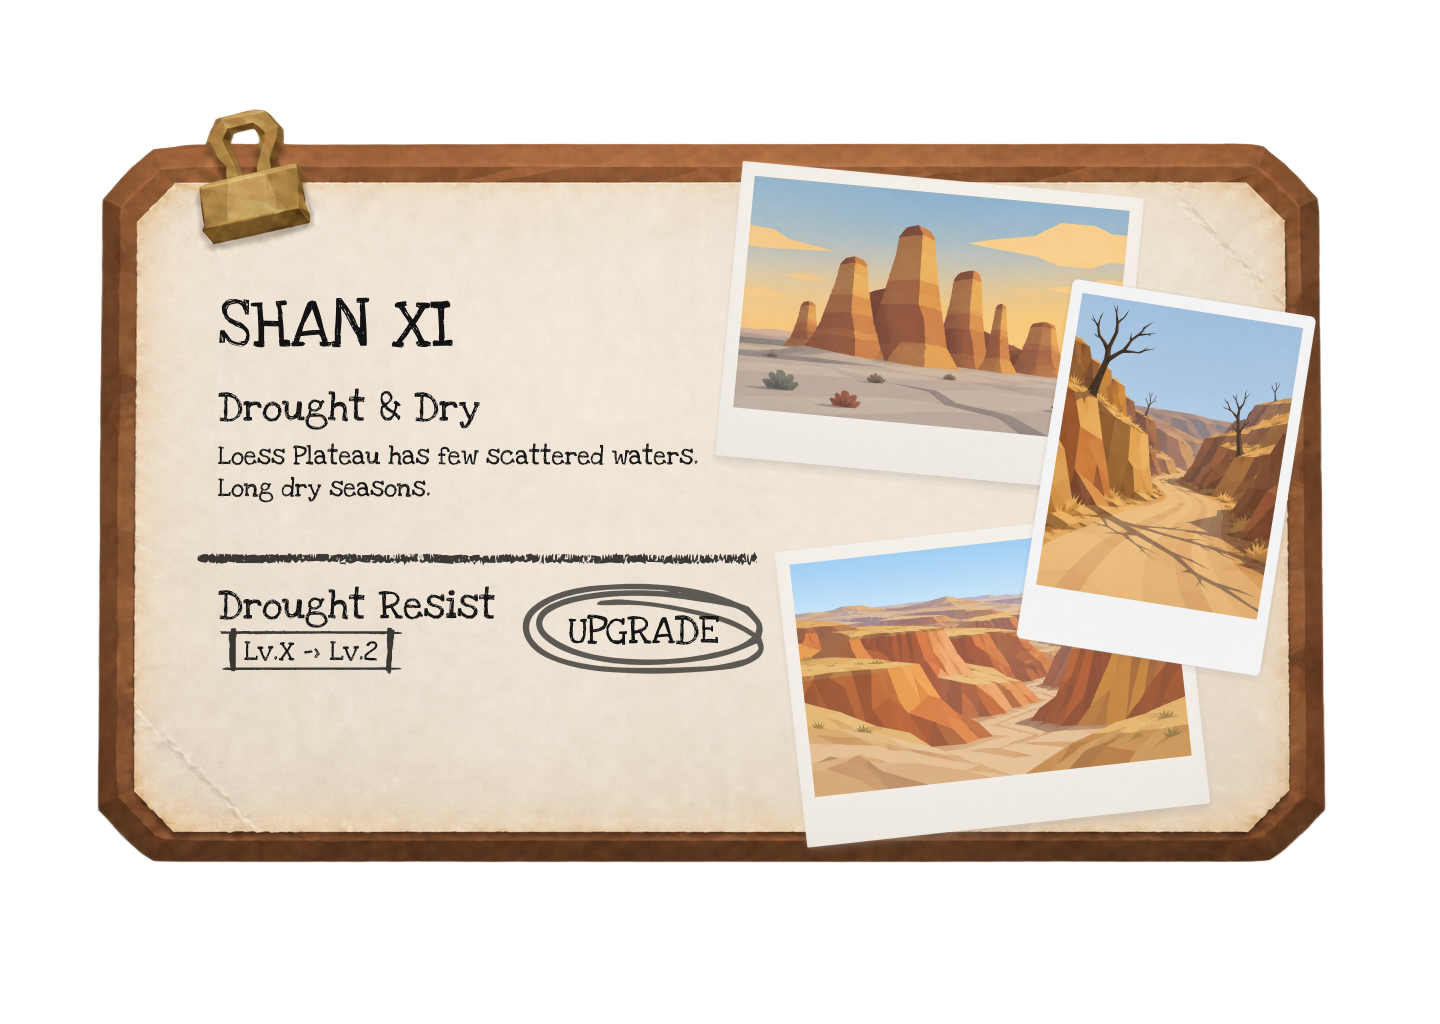 SHAN XI
Drought & Dry
Loess Plateau has few scattered waters.
Long dry seasons.
Drought Resist
Lv.X -> Lv.2
UPGRADE